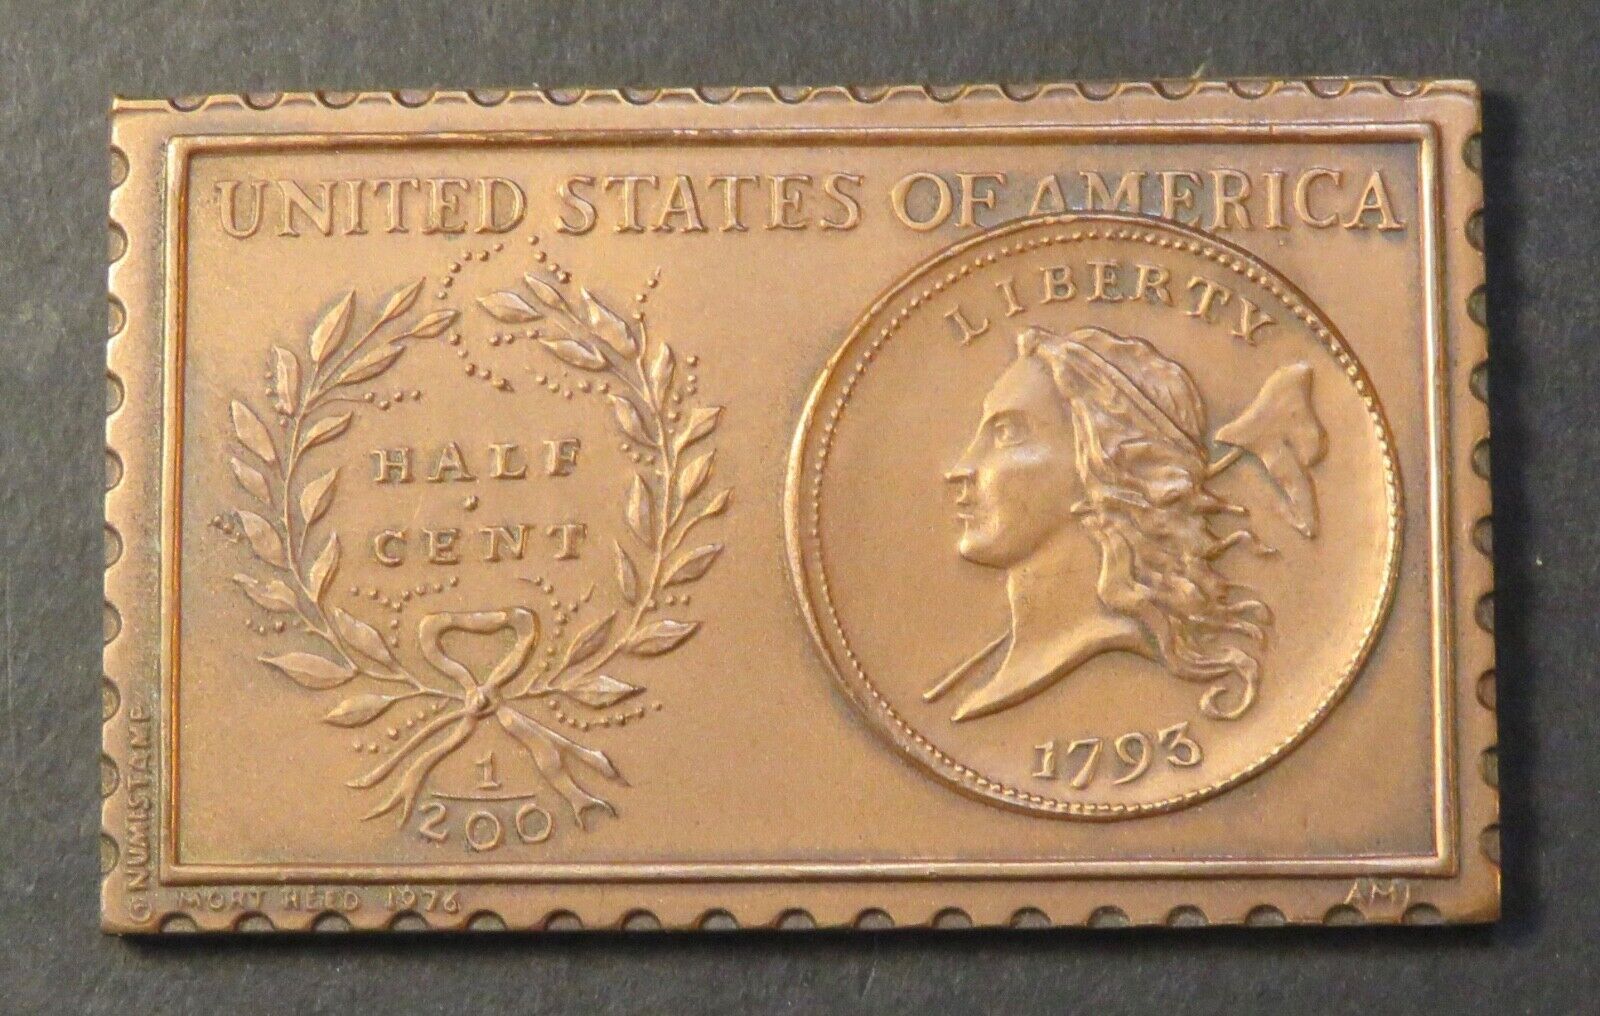 UNITED STATES OF AMERICA
LIBERTY
HALF
CENT
1793
1
200
© NUMISTAMP
MORT REED 1976
AMI